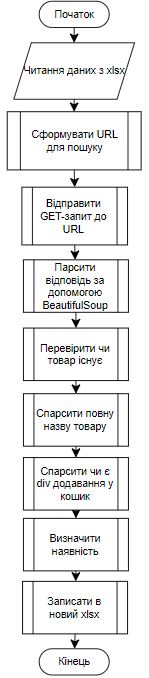 Початок
Читання даних з xlsx
Сформувати URL
для пошуку
Відправити
GET-запит до
URL
Парсити
відповідь за
допомогою
BeautifulSoup
Перевірити чи
товар існує
Спарсити повну
назву товару
Спарсити чи є
div додавання у
кошик
Визначити
наявність
Записати в
новий xlsx
Кінець